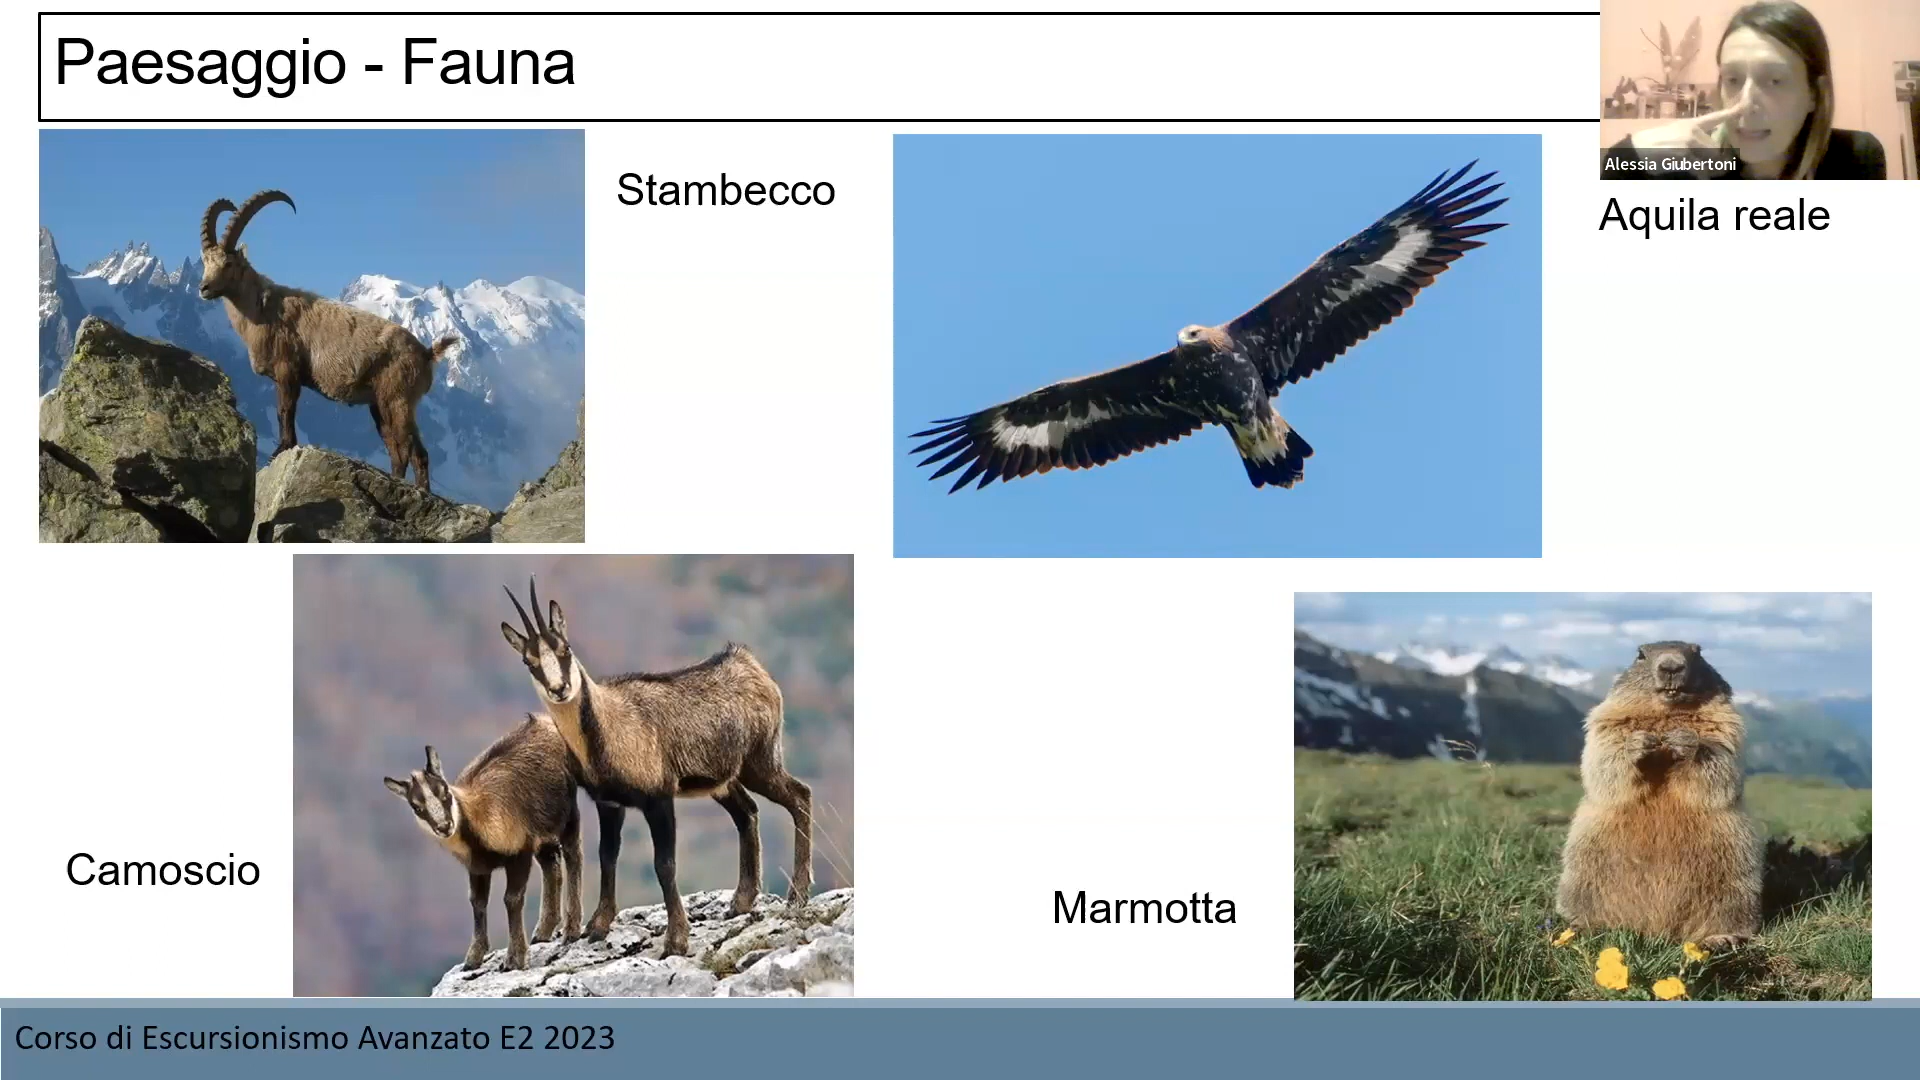 Paesaggio - Fauna
Alessia Giubertoni
Stambecco
Aquila reale
Camoscio
Marmotta
Corso di Escursionismo Avanzato E2 2023